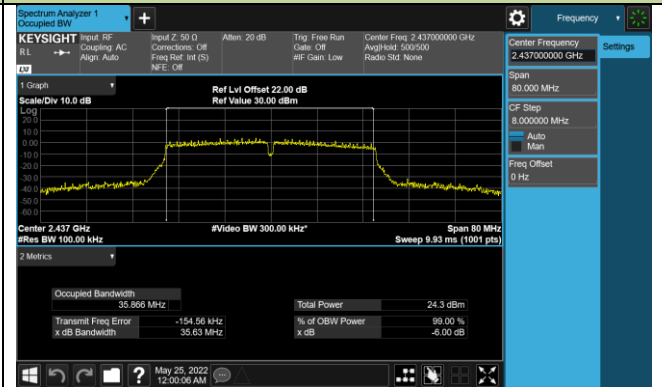 Spectrum Analyzer 1
Occupied BW
+
Frequency
KEYSIGHT
RL
LXI
Input: RF
Coupling: AC
Align: Auto
Input Z: 50 Ω
Corrections: Off
Freq Ref: Int (S)
NFE: Off
Atten: 20 dB
Trig: Free Run
Gate: Off
#IF Gain: Low
Center Freq: 2.437000000 GHz
Avg|Hold: 500/500
Radio Std: None
Center Frequency
2.437000000 GHz
Settings
Span
80.000 MHz
CF Step
8.000000 MHz
Auto
Man
Freq Offset
0 Hz
1 Graph
Scale/Div 10.0 dB
Ref Lvl Offset 22.00 dB
Ref Value 30.00 dBm
Log
20.0
10.0
0.00
-10.0
-20.0
-30.0
-40.0
-50.0
-60.0
Center 2.437 GHz
#Res BW 100.00 kHz
#Video BW 300.00 kHz*
Span 80 MHz
Sweep 9.93 ms (1001 pts)
2 Metrics
Occupied Bandwidth
35.866 MHz
Total Power 24.3 dBm
Transmit Freq Error -154.56 kHz
% of OBW Power 99.00 %
x dB Bandwidth 35.63 MHz
x dB -6.00 dB
?
May 25, 2022
12:00:06 AM